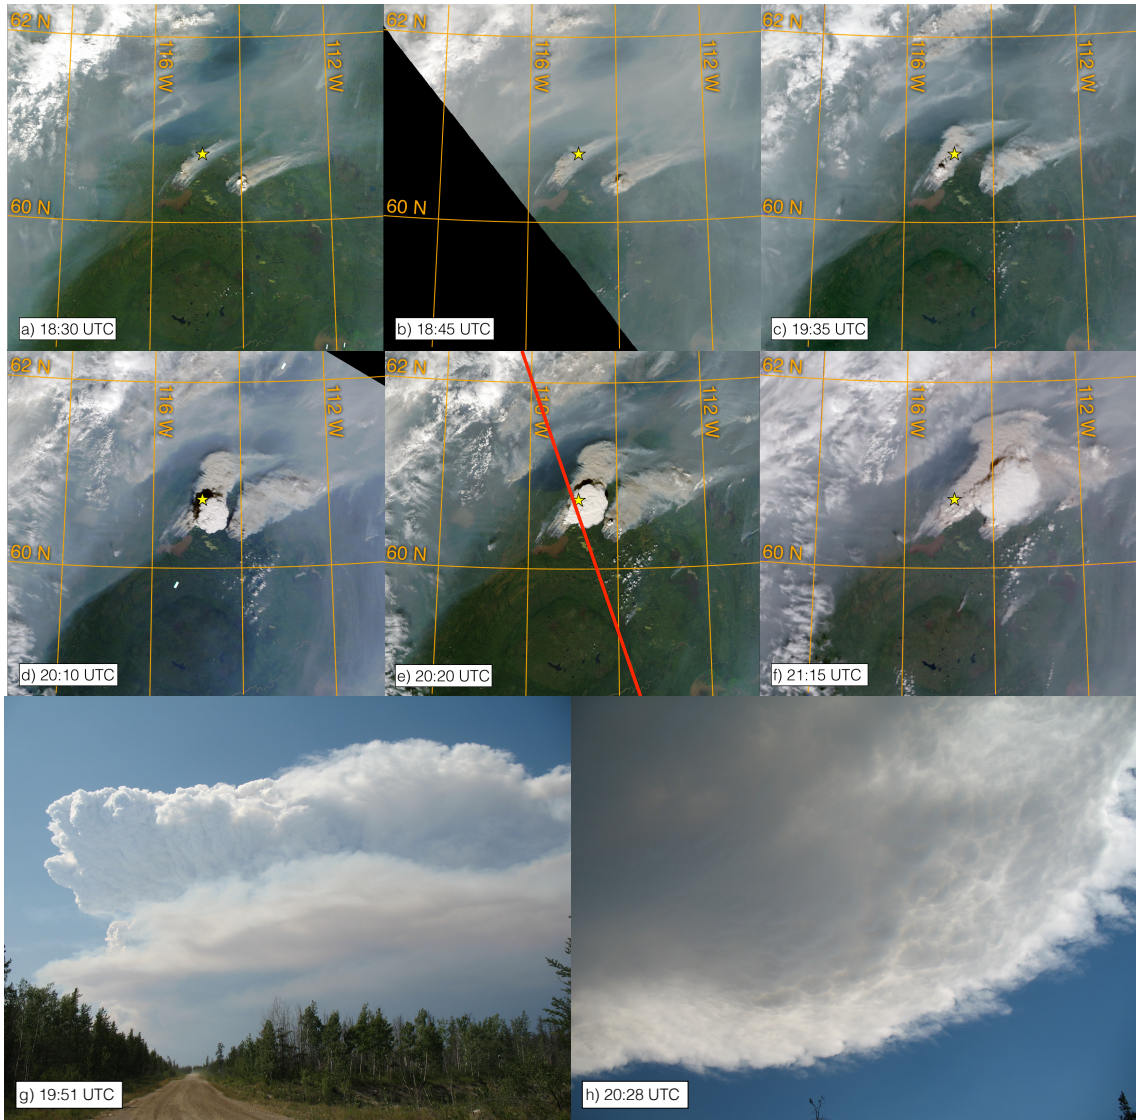 62 N
116 W
112 W
60 N
a) 18:30 UTC
62 N
116 W
112 W
60 N
b) 18:45 UTC
62 N
116 W
112 W
60 N
c) 19:35 UTC
62 N
116 W
112 W
60 N
d) 20:10 UTC
62 N
116 W
112 W
60 N
e) 20:20 UTC
62 N
116 W
112 W
60 N
f) 21:15 UTC
g) 19:51 UTC
h) 20:28 UTC